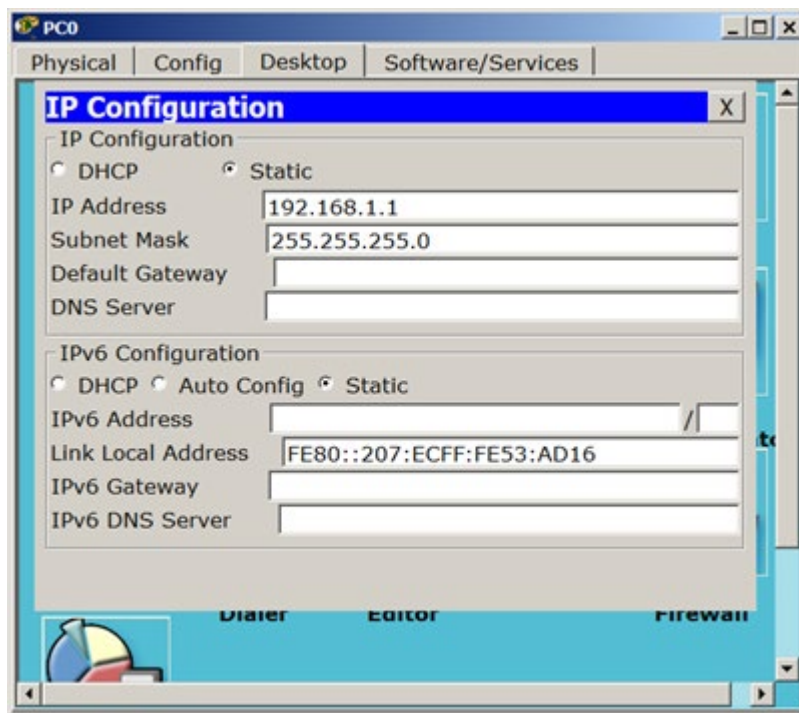 PC0
Physical Config Desktop Software/Services
IP Configuration X
IP Configuration
DHCP Static
IP Address 192.168.1.1
Subnet Mask 255.255.255.0
Default Gateway
DNS Server
IPv6 Configuration
DHCP Auto Config Static
IPv6 Address /
Link Local Address FE80::207:ECFF:FE53:AD16
IPv6 Gateway
IPv6 DNS Server
Dialer Editor Firewall